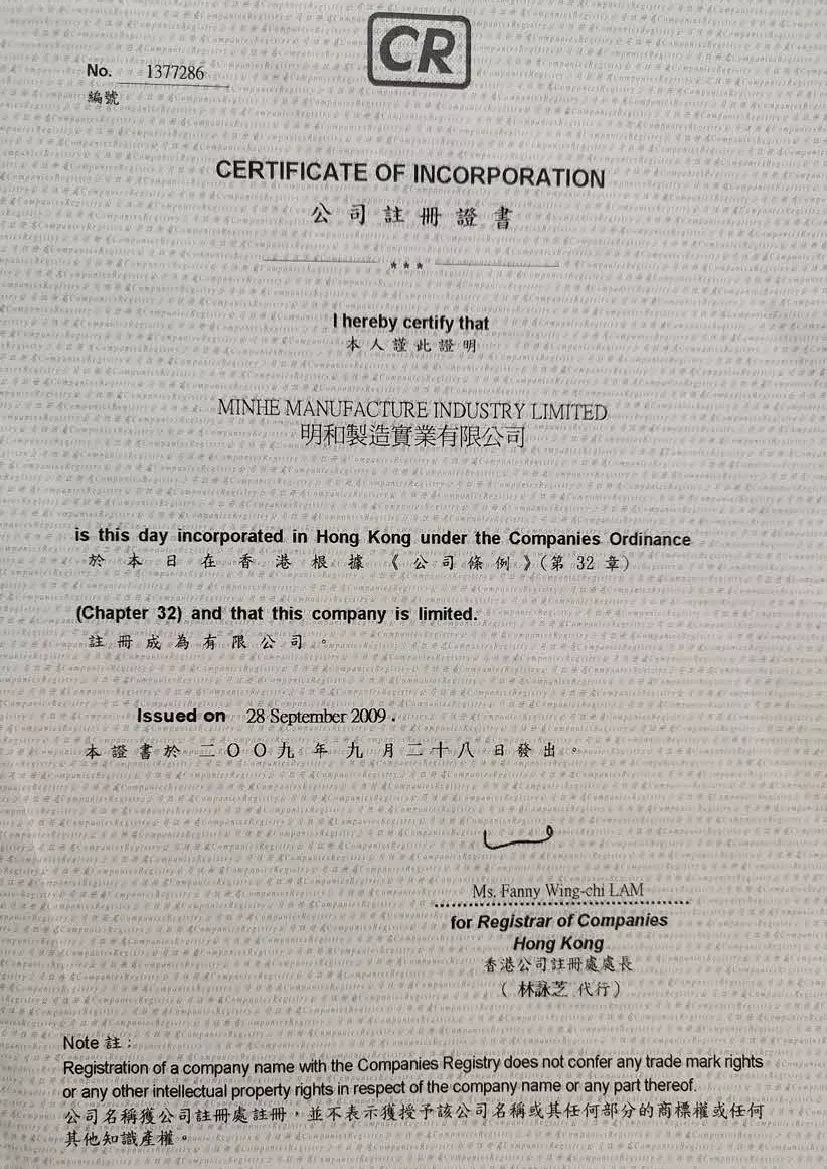 CR
No. 1377286
編號
CERTIFICATE OF INCORPORATION
公司註冊證書
***
I hereby certify that
本人謹此證明
MINHE MANUFACTURE INDUSTRY LIMITED
明和製造實業有限公司
is this day incorporated in Hong Kong under the Companies Ordinance
於本日在香港根據《公司條例》(第32章)
(Chapter 32) and that this company is limited.
註冊成為有限公司。
Issued on 28 September 2009.
本證書於二〇〇九年九月二十八日發出。
Ms. Fanny Wing-chi LAM
for Registrar of Companies
Hong Kong
香港公司註冊處處長
(林詠芝代行)
Note 註:
Registration of a company name with the Companies Registry does not confer any trade mark rights
or any other intellectual property rights in respect of the company name or any part thereof.
公司名稱獲公司註冊處註冊，並不表示獲授予該公司名稱或其任何部分的商標權或任何
其他知識產權。